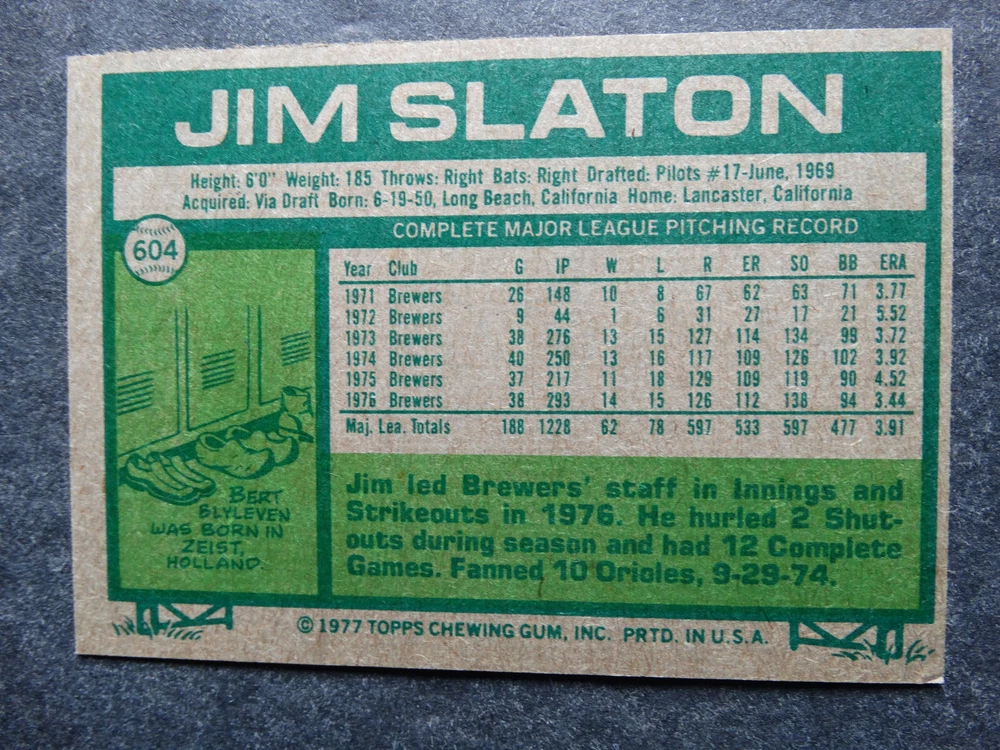 JIM SLATON
Height: 6'0" Weight: 185 Throws: Right Bats: Right Drafted: Pilots #17-June, 1969
Acquired: Via Draft Born: 6-19-50, Long Beach, California Home: Lancaster, California
604
COMPLETE MAJOR LEAGUE PITCHING RECORD
Year Club G IP W L R ER SO BB ERA
1971 Brewers 26 148 10 8 67 62 63 71 3.77
1972 Brewers 9 44 1 6 31 27 17 21 5.52
1973 Brewers 38 276 13 15 127 114 134 99 3.72
1974 Brewers 40 250 13 16 117 109 126 102 3.92
1975 Brewers 37 217 11 18 129 109 119 90 4.52
1976 Brewers 38 293 14 15 126 112 138 94 3.44
Maj. Lea. Totals 188 1228 62 78 597 533 597 477 3.91
BERT
BLYLEVEN
WAS BORN IN
ZEIST,
HOLLAND.
Jim led Brewers' staff in Innings and
Strikeouts in 1976. He hurled 2 Shut-
outs during season and had 12 Complete
Games. Fanned 10 Orioles, 9-29-74.
© 1977 TOPPS CHEWING GUM, INC. PRTD. IN U.S.A.